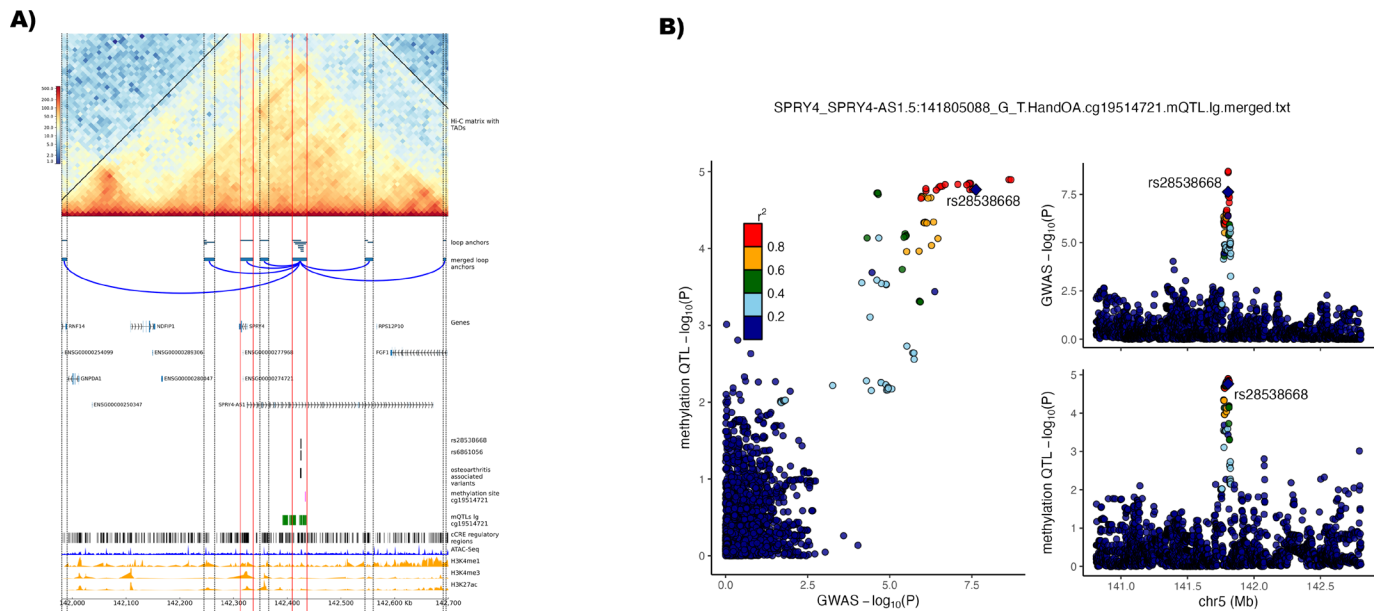 A)
500.0
200.0
100.0
50.0
20.0
10.0
5.0
2.0
1.0
Hi-C matrix with
TADs
loop anchors
merged loop
anchors
Genes
RNF14
NDFIP1
SPRY4
RPS12P10
ENSG00000254099
ENSG00000289306
ENSG00000277968
FGF1
GNPDA1
ENSG00000280047
ENSG00000274721
ENSG00000250347
SPRY4-AS1
rs28538668
rs6861056
osteoarthritis
associated
variants
methylation site
cg19514721
mQTLs lg
cg19514721
cCRE regulatory
regions
ATAC-Seq
H3K4me1
H3K4me3
H3K27ac
142,000
142,100
142,200
142,300
142,400
142,500
142,600 Kb
142,700
B)
SPRY4_SPRY4-AS1.5:141805088_G_T.HandOA.cg19514721.mQTL.lg.merged.txt
methylation QTL −log10(P)
5
4
3
2
1
0
r2
0.8
0.6
0.4
0.2
rs28538668
0.0
2.5
5.0
7.5
GWAS −log10(P)
GWAS −log10(P)
7.5
5.0
2.5
0.0
rs28538668
methylation QTL −log10(P)
5
4
3
2
1
0
rs28538668
141.0
141.5
142.0
142.5
chr5 (Mb)